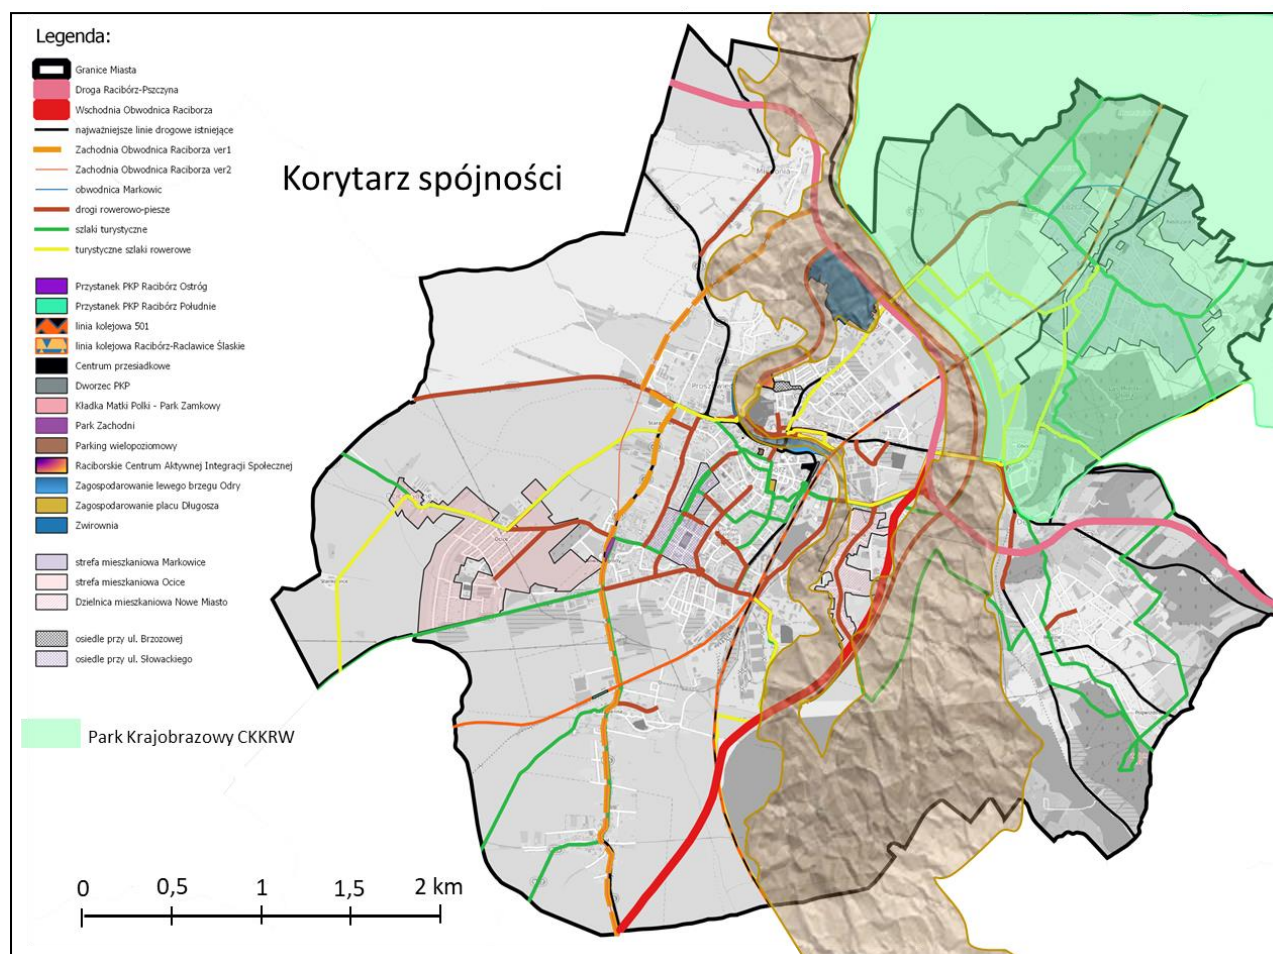 Legenda:
Granice Miasta
Droga Racibórz-Pszczyna
Wschodnia Obwodnica Raciborza
najważniejsze linie drogowe istniejące
Zachodnia Obwodnica Raciborza ver1
Zachodnia Obwodnica Raciborza ver2
obwodnica Markowic
drogi rowerowo-piesze
szlaki turystyczne
turystyczne szlaki rowerowe
Korytarz spójności
Przystanek PKP Racibórz Ostróg
Przystanek PKP Racibórz Południe
linia kolejowa 501
linia kolejowa Racibórz-Racławice Ślaskie
Centrum przesiadkowe
Dworzec PKP
Kładka Matki Polki - Park Zamkowy
Park Zachodni
Parking wielopoziomowy
Raciborskie Centrum Aktywnej Integracji Społecznej
Zagospodarowanie lewego brzegu Odry
Zagospodarowanie placu Długosza
Zwirownia
strefa mieszkaniowa Markowice
strefa mieszkaniowa Ocice
Dzielnica mieszkaniowa Nowe Miasto
osiedle przy ul. Brzozowej
osiedle przy ul. Słowackiego
Park Krajobrazowy CKKRW
Ocice
0 0,5 1 1,5 2 km